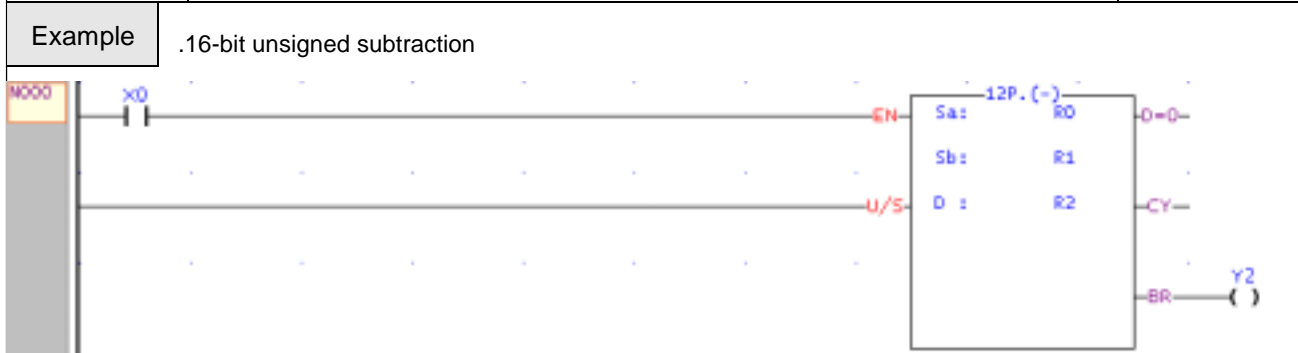 Example .16-bit unsigned subtraction
N000 X0 12P.(-)
EN Sa: R0 D=0
Sb: R1
U/S D : R2 CY
Y2
BR ( )